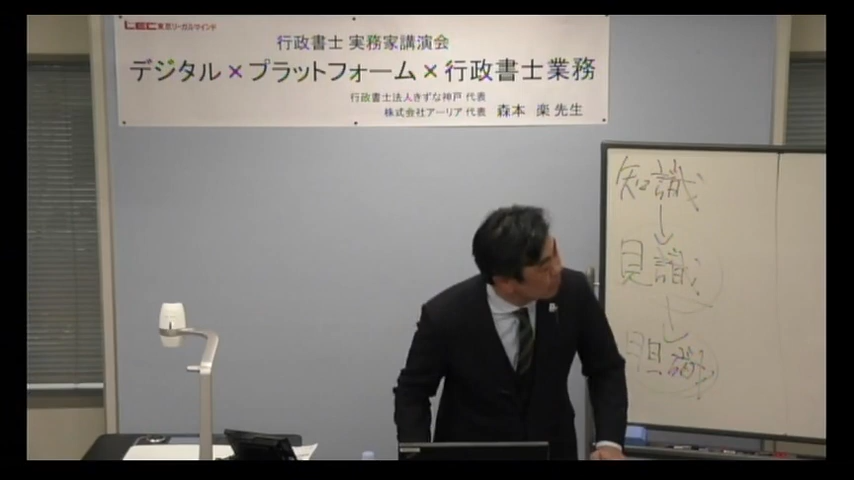 LEC東京リーガルマインド
行政書士 実務家講演会
デジタル×プラットフォーム×行政書士業務
行政書士法人きずな神戸 代表
株式会社アーリア 代表 森本 楽 先生
知識
↓
見識
↓
胆識